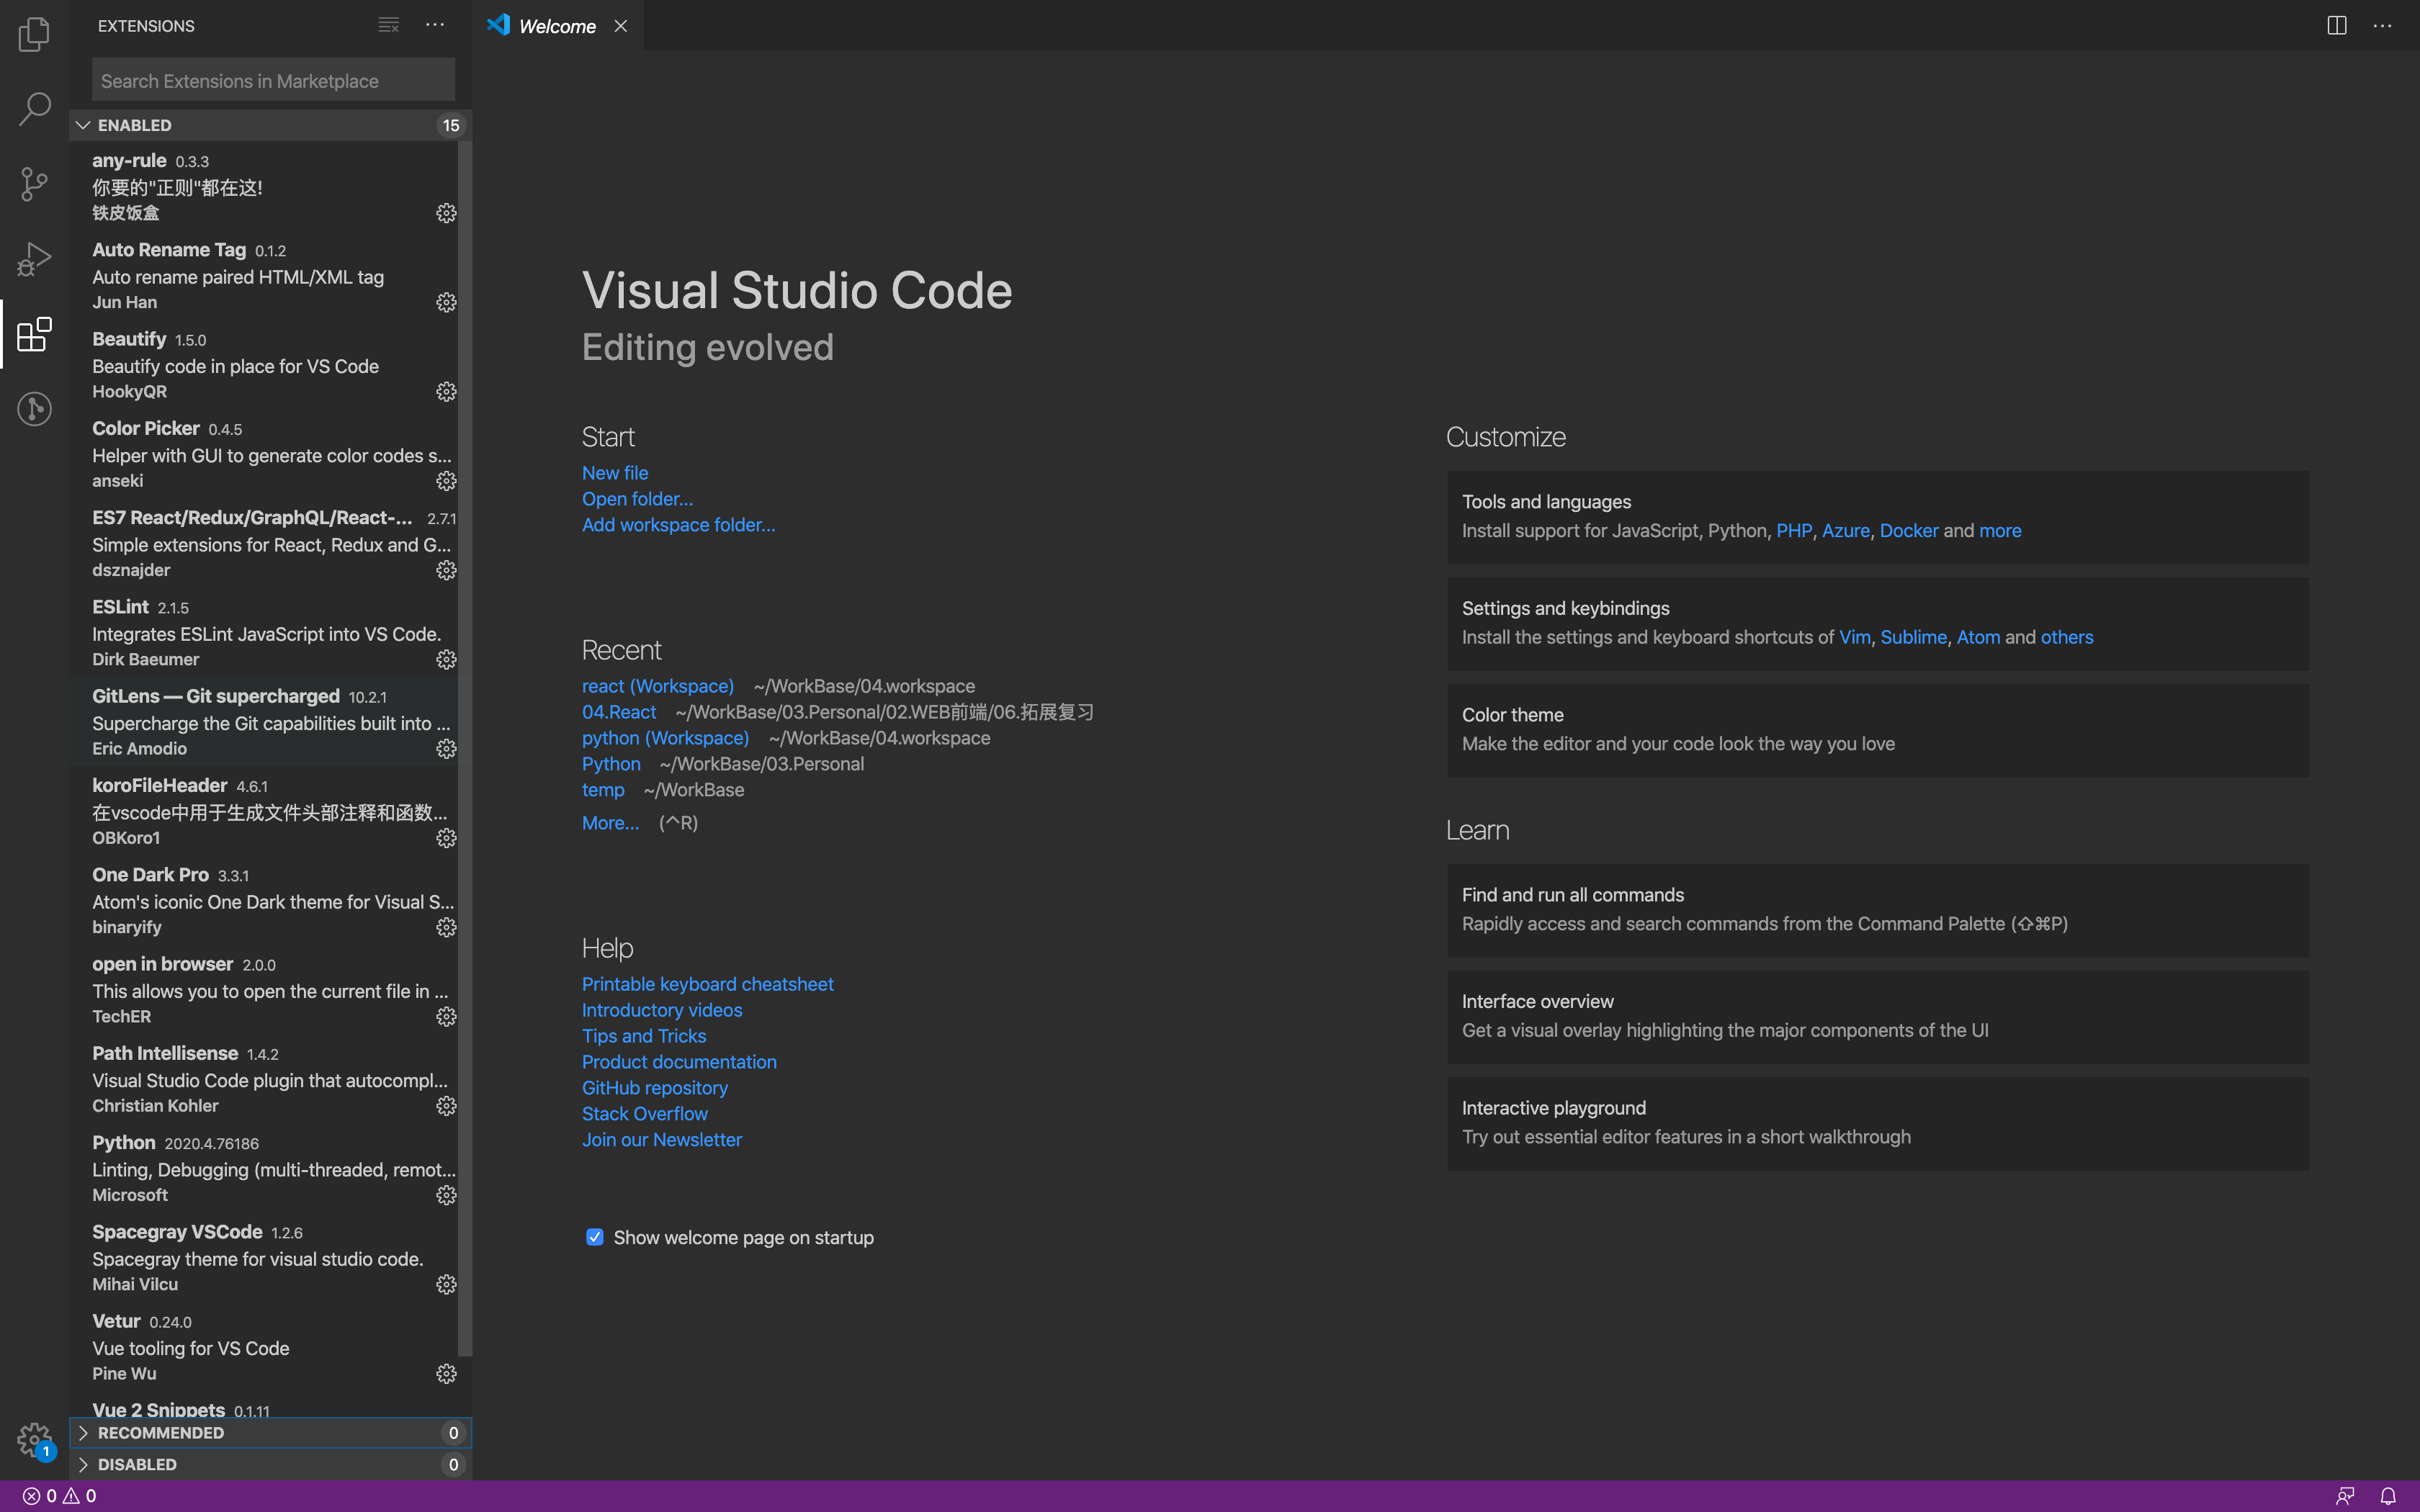 EXTENSIONS
Search Extensions in Marketplace
ENABLED 15
any-rule 0.3.3
你要的"正则"都在这!
铁皮饭盒
Auto Rename Tag 0.1.2
Auto rename paired HTML/XML tag
Jun Han
Beautify 1.5.0
Beautify code in place for VS Code
HookyQR
Color Picker 0.4.5
Helper with GUI to generate color codes s...
anseki
ES7 React/Redux/GraphQL/React-... 2.7.1
Simple extensions for React, Redux and G...
dsznajder
ESLint 2.1.5
Integrates ESLint JavaScript into VS Code.
Dirk Baeumer
GitLens — Git supercharged 10.2.1
Supercharge the Git capabilities built into ...
Eric Amodio
koroFileHeader 4.6.1
在vscode中用于生成文件头部注释和函数...
OBKoro1
One Dark Pro 3.3.1
Atom's iconic One Dark theme for Visual S...
binaryify
open in browser 2.0.0
This allows you to open the current file in ...
TechER
Path Intellisense 1.4.2
Visual Studio Code plugin that autocompl...
Christian Kohler
Python 2020.4.76186
Linting, Debugging (multi-threaded, remot...
Microsoft
Spacegray VSCode 1.2.6
Spacegray theme for visual studio code.
Mihai Vilcu
Vetur 0.24.0
Vue tooling for VS Code
Pine Wu
Vue 2 Snippets 0.1.11
RECOMMENDED 0
DISABLED 0
1
0 0
Welcome
Visual Studio Code
Editing evolved
Start
New file
Open folder...
Add workspace folder...
Recent
react (Workspace) ~/WorkBase/04.workspace
04.React ~/WorkBase/03.Personal/02.WEB前端/06.拓展复习
python (Workspace) ~/WorkBase/04.workspace
Python ~/WorkBase/03.Personal
temp ~/WorkBase
More... (^R)
Help
Printable keyboard cheatsheet
Introductory videos
Tips and Tricks
Product documentation
GitHub repository
Stack Overflow
Join our Newsletter
Show welcome page on startup
Customize
Tools and languages
Install support for JavaScript, Python, PHP, Azure, Docker and more
Settings and keybindings
Install the settings and keyboard shortcuts of Vim, Sublime, Atom and others
Color theme
Make the editor and your code look the way you love
Learn
Find and run all commands
Rapidly access and search commands from the Command Palette (⇧⌘P)
Interface overview
Get a visual overlay highlighting the major components of the UI
Interactive playground
Try out essential editor features in a short walkthrough